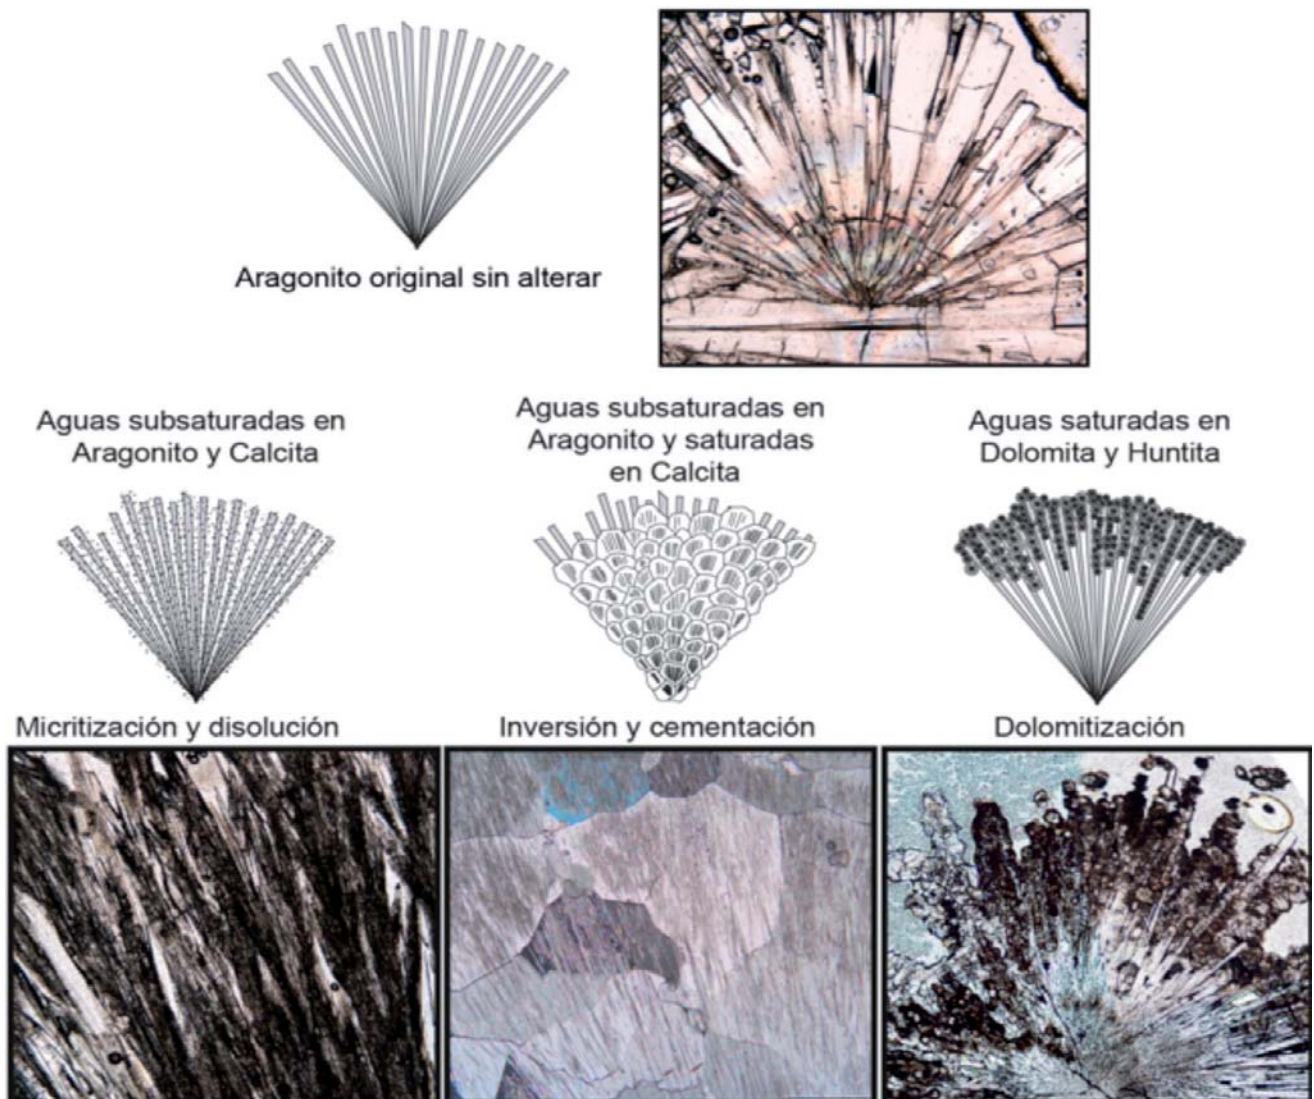 Aragonito original sin alterar
Aguas subsaturadas en
Aragonito y Calcita
Aguas subsaturadas en
Aragonito y saturadas
en Calcita
Aguas saturadas en
Dolomita y Huntita
Micritización y disolución
Inversión y cementación
Dolomitización